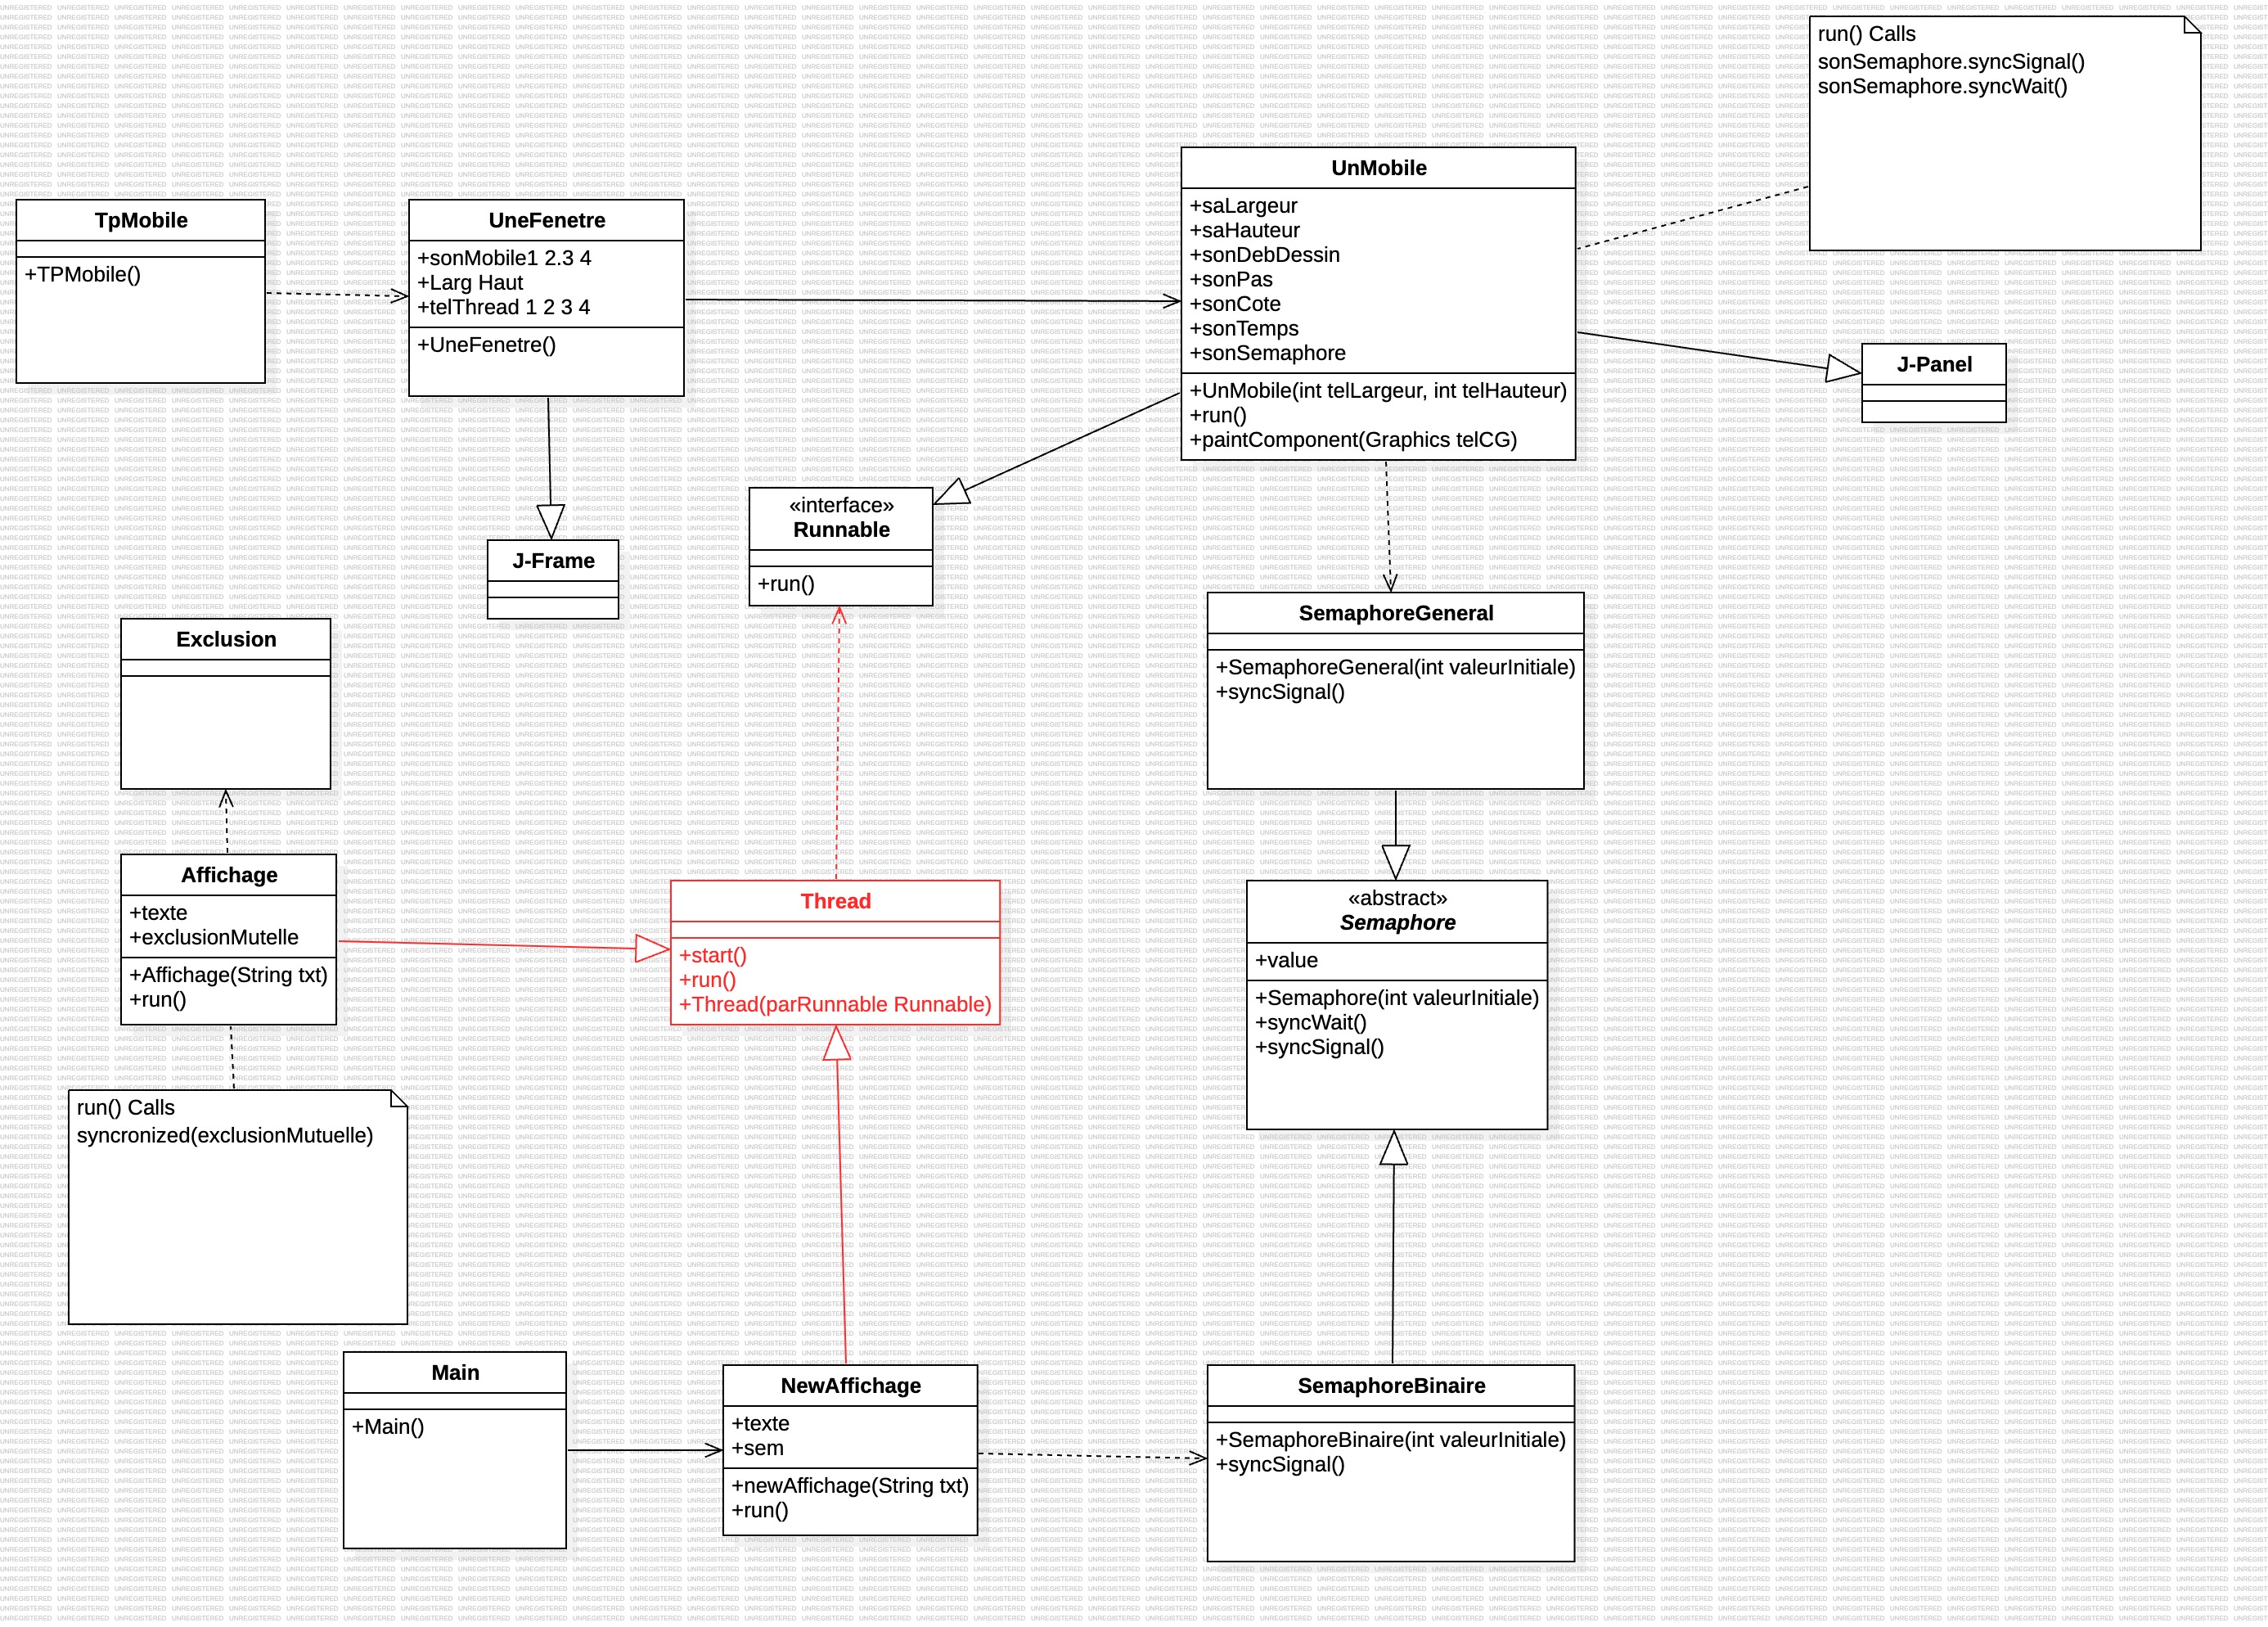 run() Calls
sonSemaphore.syncSignal()
sonSemaphore.syncWait()
UnMobile
+saLargeur
+saHauteur
+sonDebDessin
+sonPas
+sonCote
+sonTemps
+sonSemaphore
+UnMobile(int telLargeur, int telHauteur)
+run()
+paintComponent(Graphics telCG)
TpMobile
+TPMobile()
UneFenetre
+sonMobile1 2.3 4
+Larg Haut
+telThread 1 2 3 4
+UneFenetre()
J-Panel
«interface»
Runnable
+run()
J-Frame
SemaphoreGeneral
+SemaphoreGeneral(int valeurInitiale)
+syncSignal()
Exclusion
Affichage
+texte
+exclusionMutelle
+Affichage(String txt)
+run()
Thread
+start()
+run()
+Thread(parRunnable Runnable)
«abstract»
Semaphore
+value
+Semaphore(int valeurInitiale)
+syncWait()
+syncSignal()
run() Calls
syncronized(exclusionMutuelle)
Main
+Main()
NewAffichage
+texte
+sem
+newAffichage(String txt)
+run()
SemaphoreBinaire
+SemaphoreBinaire(int valeurInitiale)
+syncSignal()
UNREGISTERED